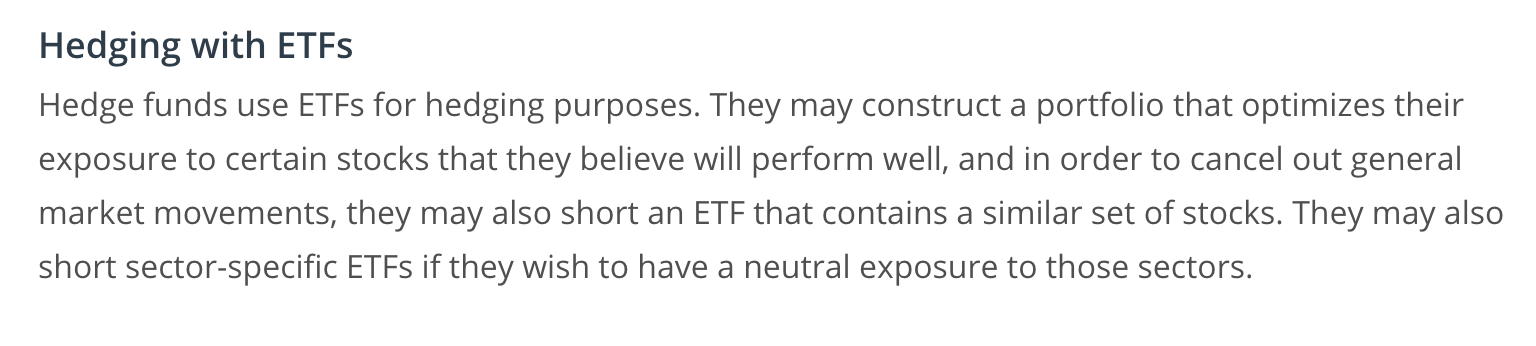 Hedging with ETFs
Hedge funds use ETFs for hedging purposes. They may construct a portfolio that optimizes their
exposure to certain stocks that they believe will perform well, and in order to cancel out general
market movements, they may also short an ETF that contains a similar set of stocks. They may also
short sector-specific ETFs if they wish to have a neutral exposure to those sectors.